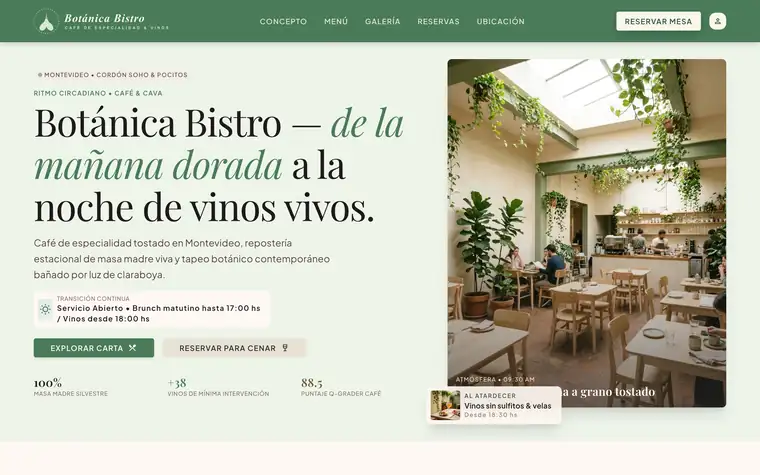 Botánica Bistro
CAFÉ DE ESPECIALIDAD & VINOS
CONCEPTO
MENÚ
GALERÍA
RESERVAS
UBICACIÓN
RESERVAR MESA
MONTEVIDEO • CORDÓN SOHO & POCITOS
RITMO CIRCADIANO • CAFÉ & CAVA
Botánica Bistro — de la
mañana dorada a la
noche de vinos vivos.
Café de especialidad tostado en Montevideo, repostería
estacional de masa madre viva y tapeo botánico contemporáneo
bañado por luz de claraboya.
TRANSICIÓN CONTINUA
Servicio Abierto • Brunch matutino hasta 17:00 hs
/ Vinos desde 18:00 hs
EXPLORAR CARTA
RESERVAR PARA CENAR
100%
MASA MADRE SILVESTRE
+38
VINOS DE MÍNIMA INTERVENCIÓN
88.5
PUNTAJE Q-GRADER CAFÉ
ATMÓSFERA • 09:30 AM
a a grano tostado
AL ATARDECER
Vinos sin sulfitos & velas
Desde 18:30 hs